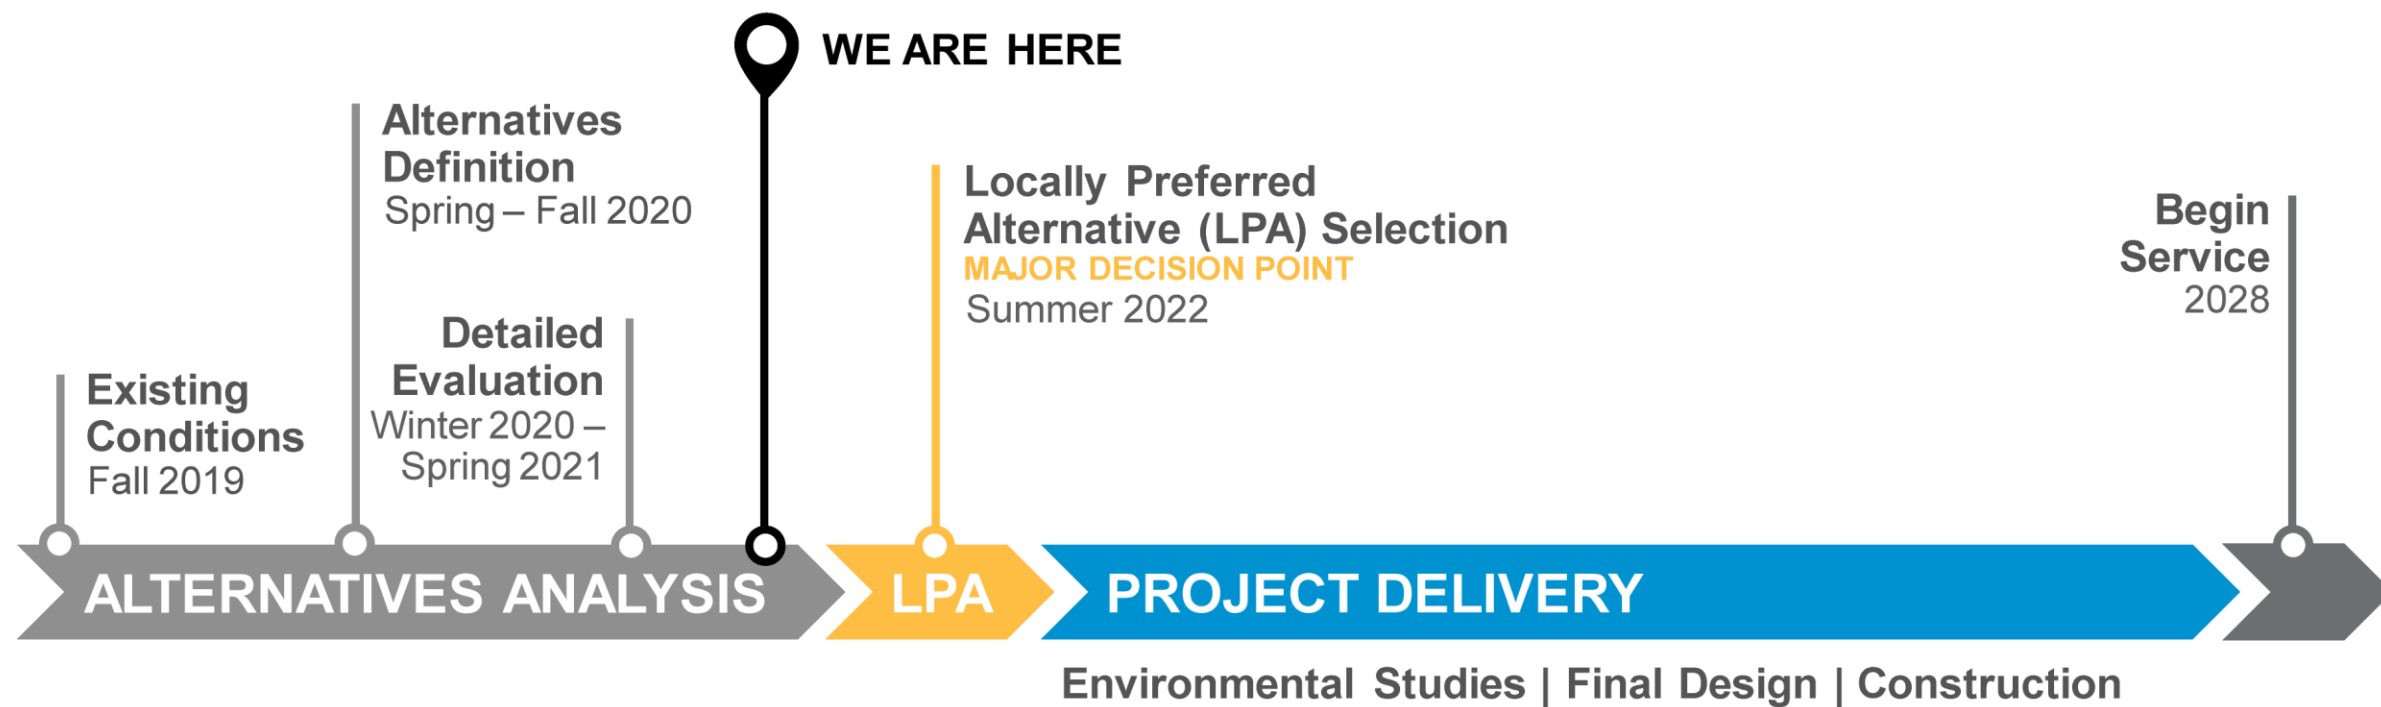 WE ARE HERE
Alternatives
Definition
Spring – Fall 2020
Locally Preferred
Alternative (LPA) Selection
MAJOR DECISION POINT
Summer 2022
Begin
Service
2028
Detailed
Evaluation
Winter 2020 –
Spring 2021
Existing
Conditions
Fall 2019
ALTERNATIVES ANALYSIS
LPA
PROJECT DELIVERY
Environmental Studies | Final Design | Construction